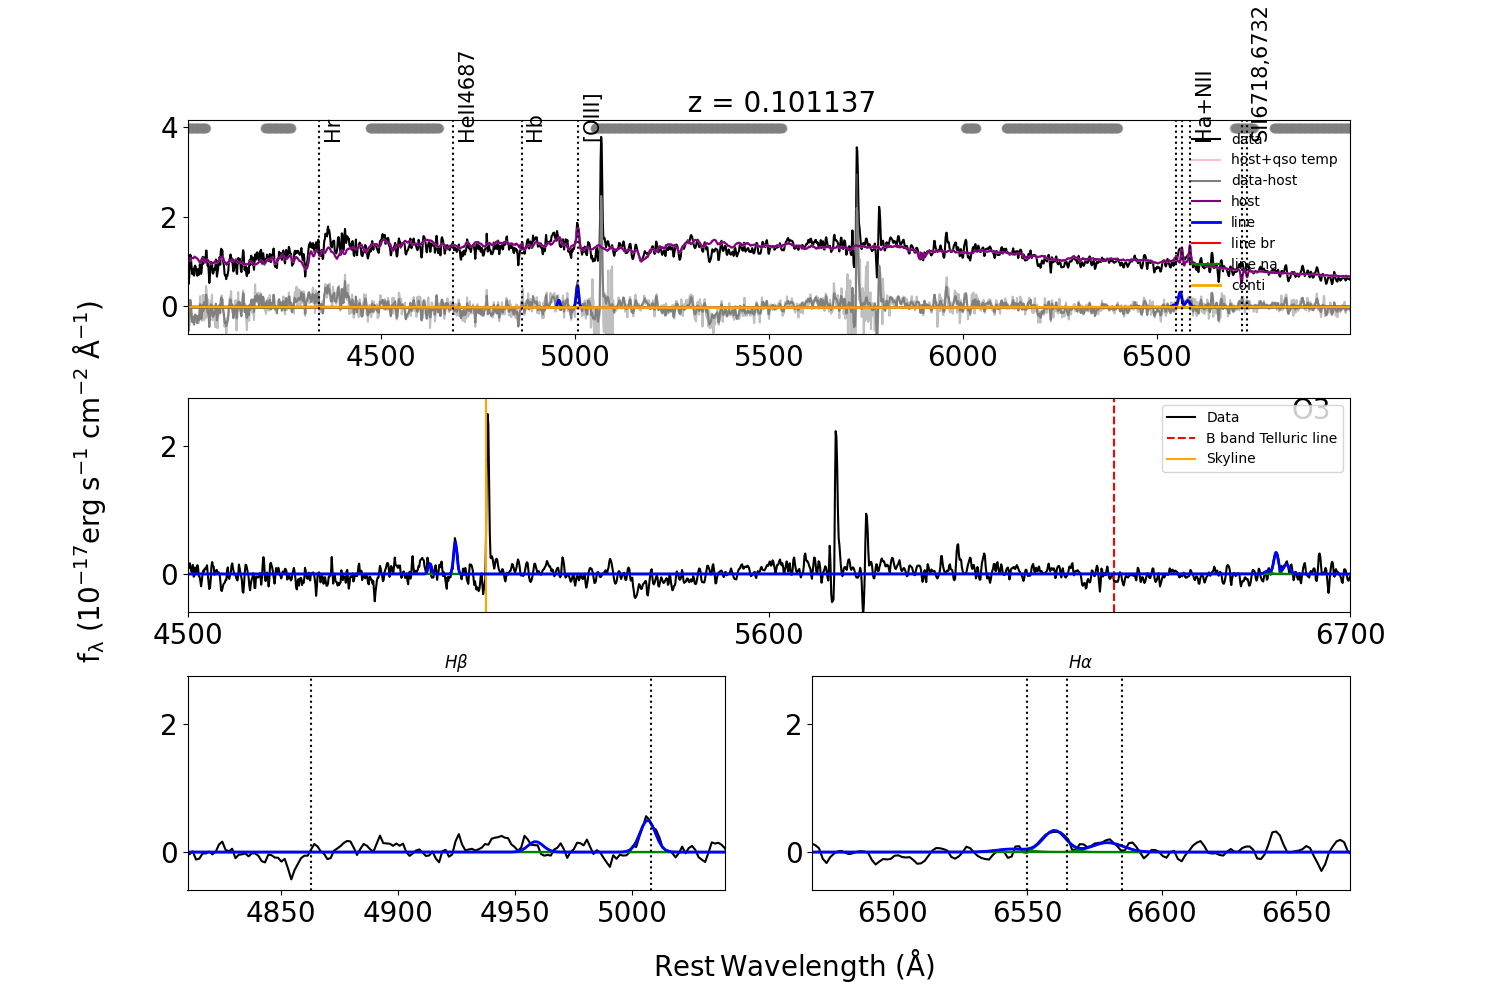 z = 0.101137
Hr
HeII4687
Hb
[OIII]
Ha+NII
SII6718,6732
4
2
0
data
host+qso temp
data-host
host
line
line br
line na
conti
4500 5000 5500 6000 6500
O3
2
0
Data
B band Telluric line
Skyline
4500 5600 6700
fλ (10−17erg s−1 cm−2 Å−1)
Hβ
2
0
4850 4900 4950 5000
Hα
2
0
6500 6550 6600 6650
Rest Wavelength (Å)